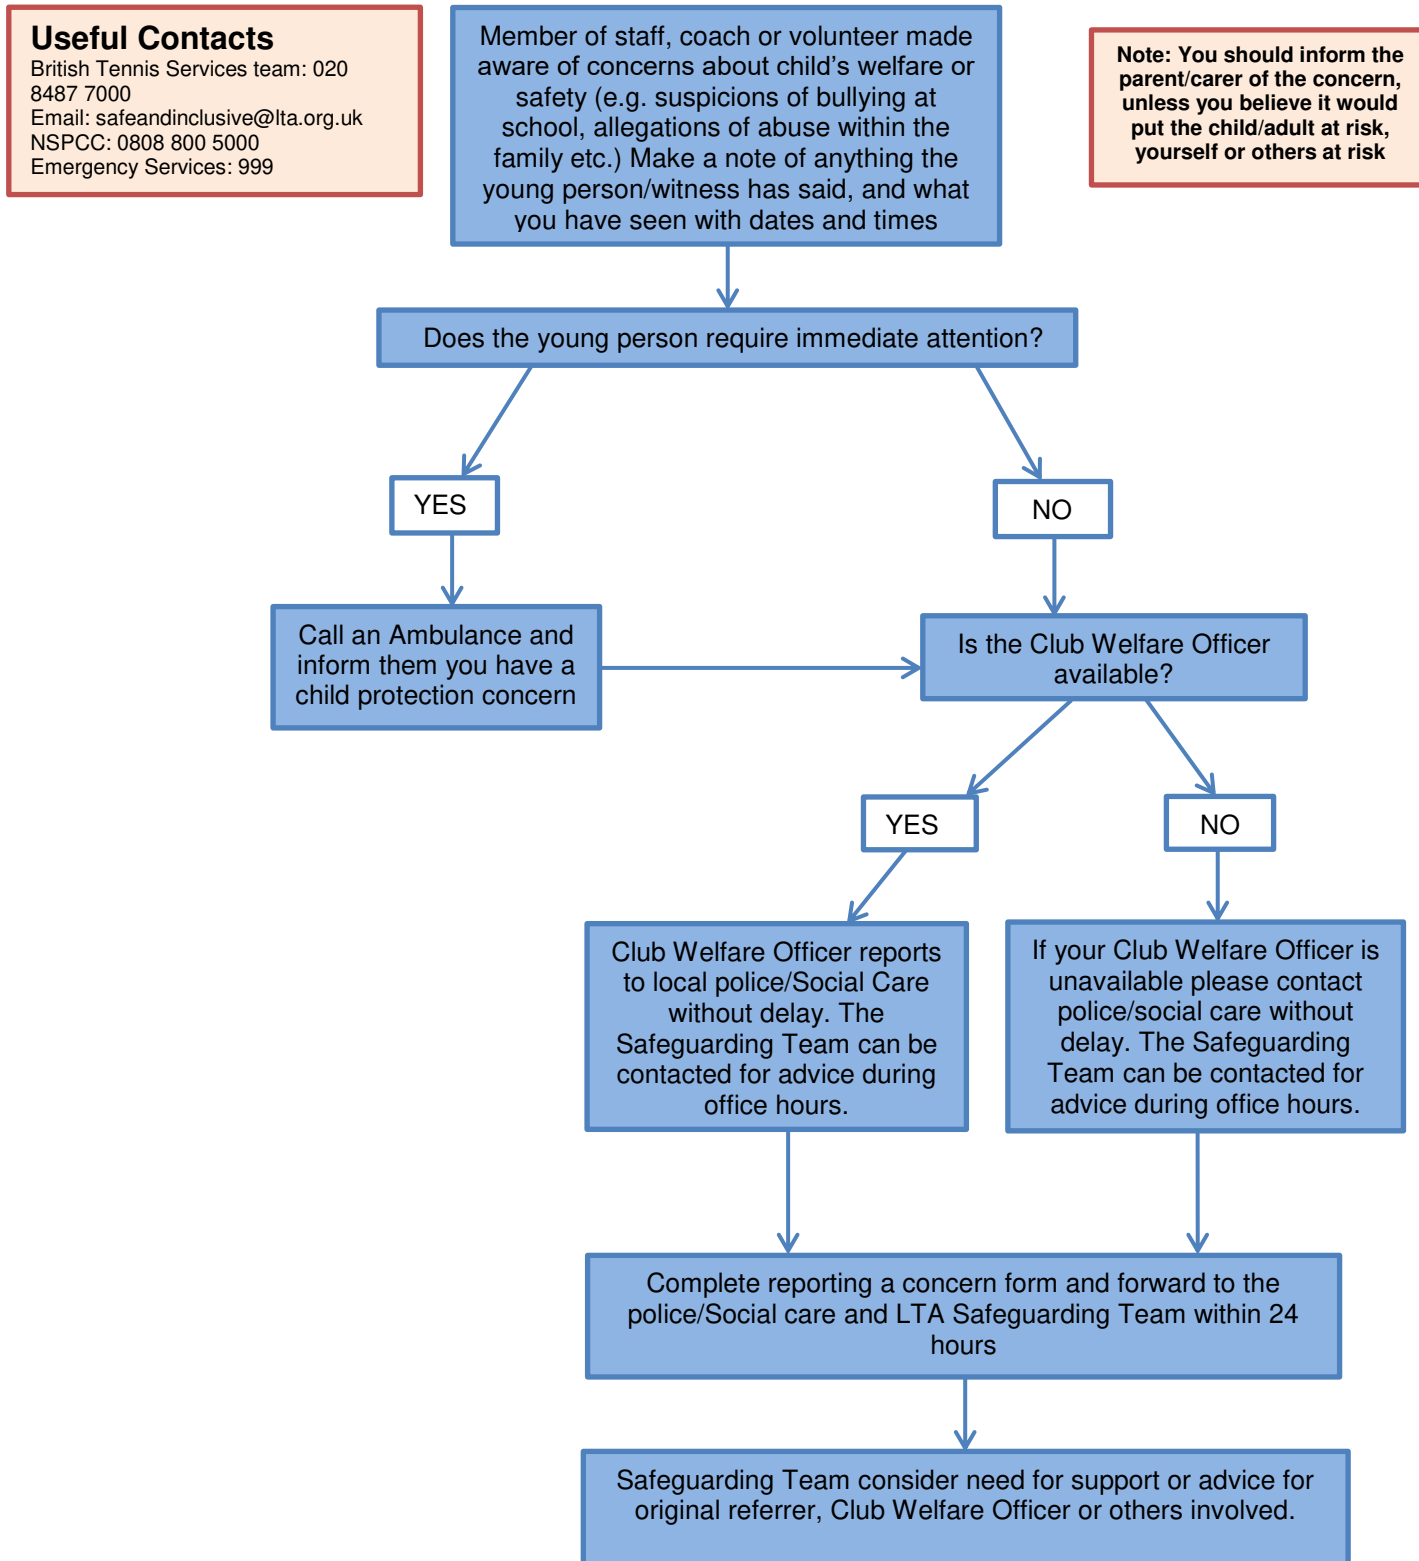 Useful Contacts
British Tennis Services team: 020
8487 7000
Email: safeandinclusive@lta.org.uk
NSPCC: 0808 800 5000
Emergency Services: 999
Member of staff, coach or volunteer made
aware of concerns about child's welfare or
safety (e.g. suspicions of bullying at
school, allegations of abuse within the
family etc.) Make a note of anything the
young person/witness has said, and what
you have seen with dates and times
Note: You should inform the
parent/carer of the concern,
unless you believe it would
put the child/adult at risk,
yourself or others at risk
Does the young person require immediate attention?
YES
NO
Call an Ambulance and
inform them you have a
child protection concern
Is the Club Welfare Officer
available?
YES
NO
Club Welfare Officer reports
to local police/Social Care
without delay. The
Safeguarding Team can be
contacted for advice during
office hours.
If your Club Welfare Officer is
unavailable please contact
police/social care without
delay. The Safeguarding
Team can be contacted for
advice during office hours.
Complete reporting a concern form and forward to the
police/Social care and LTA Safeguarding Team within 24
hours
Safeguarding Team consider need for support or advice for
original referrer, Club Welfare Officer or others involved.